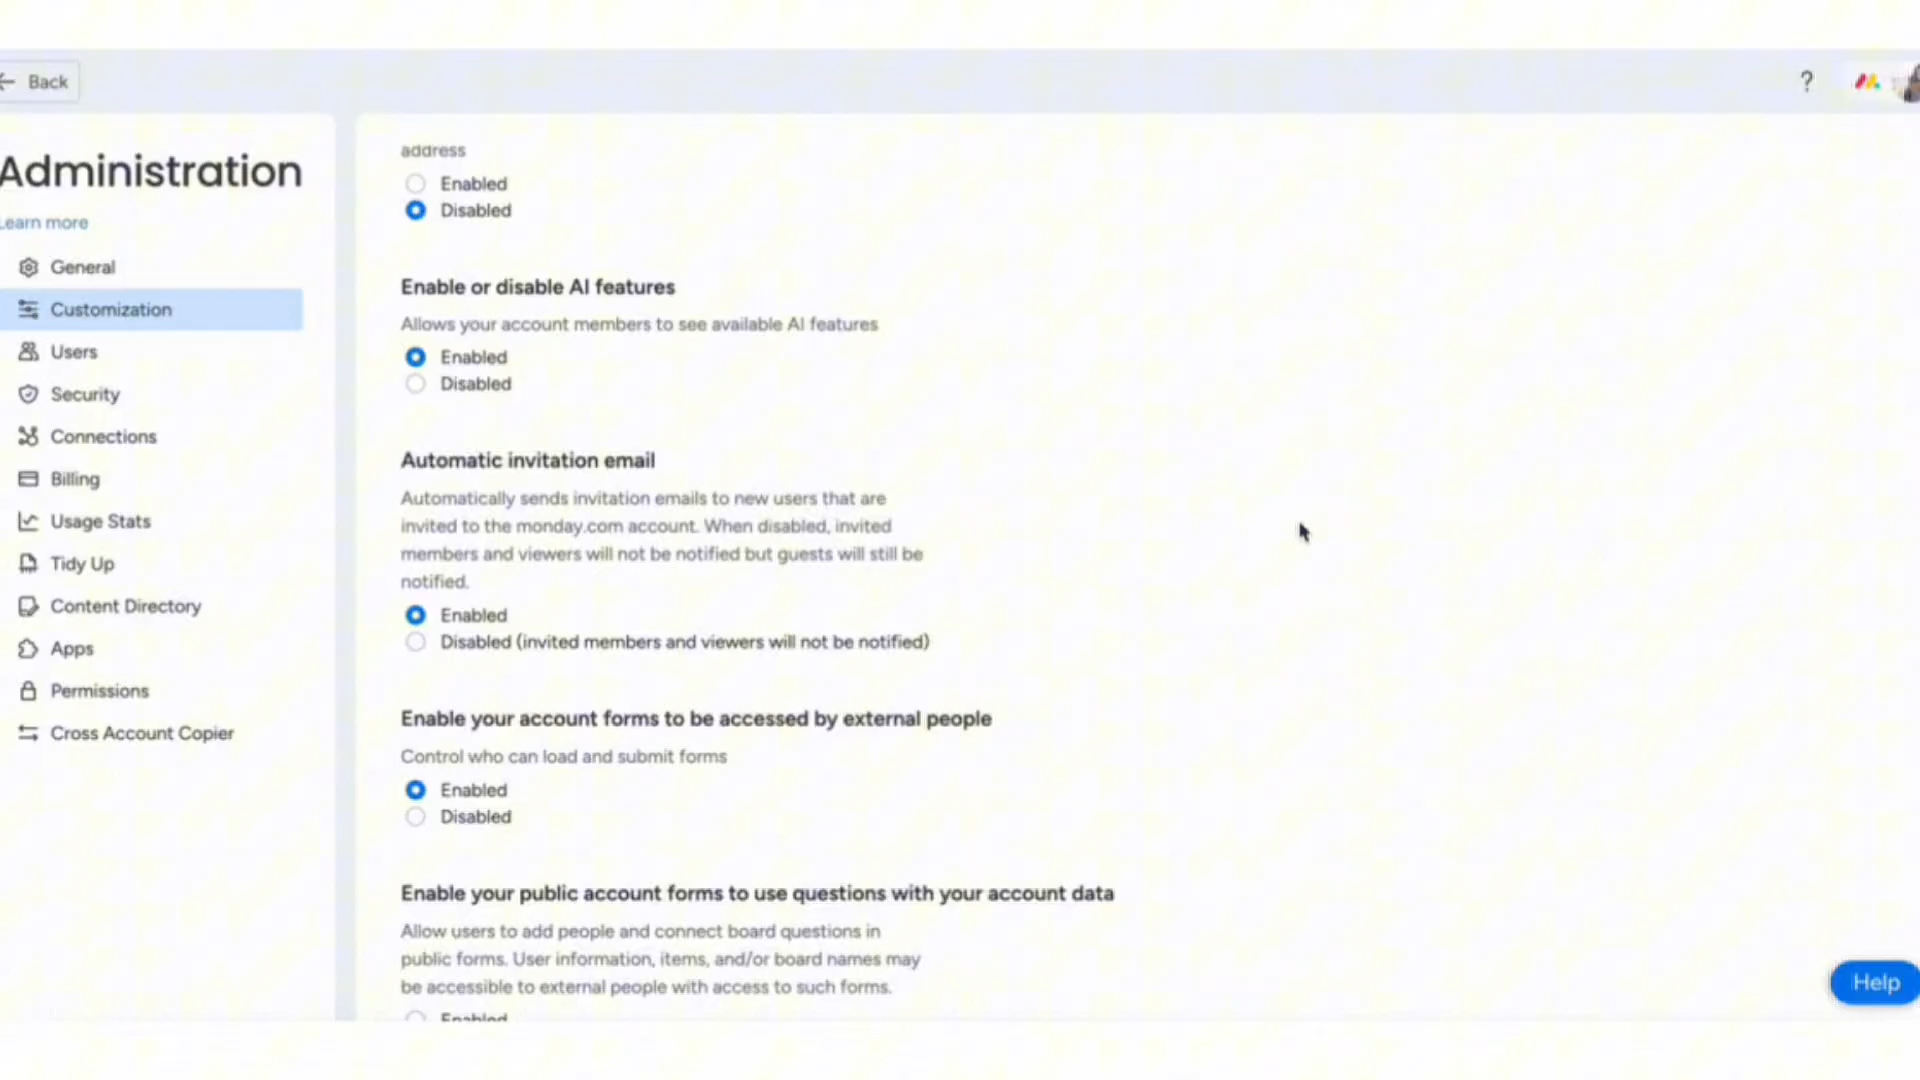 Back
?
Administration
Learn more
General
Customization
Users
Security
Connections
Billing
Usage Stats
Tidy Up
Content Directory
Apps
Permissions
Cross Account Copier
address
Enabled
Disabled
Enable or disable AI features
Allows your account members to see available AI features
Enabled
Disabled
Automatic invitation email
Automatically sends invitation emails to new users that are
invited to the monday.com account. When disabled, invited
members and viewers will not be notified but guests will still be
notified.
Enabled
Disabled (invited members and viewers will not be notified)
Enable your account forms to be accessed by external people
Control who can load and submit forms
Enabled
Disabled
Enable your public account forms to use questions with your account data
Allow users to add people and connect board questions in
public forms. User information, items, and/or board names may
be accessible to external people with access to such forms.
Enabled
Help